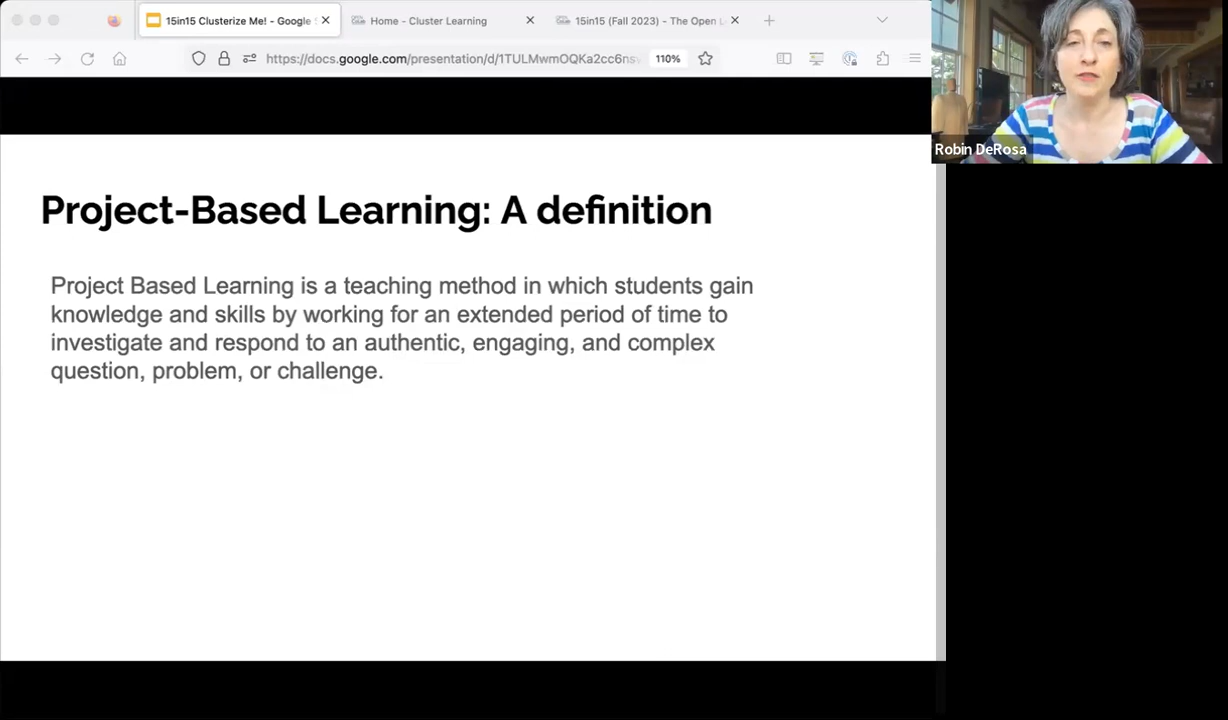 15in15 Clusterize Me! - Google S
Home - Cluster Learning
15in15 (Fall 2023) - The Open L
https://docs.google.com/presentation/d/1TULMwmOQKa2cc6nsv
110%
Robin DeRosa
Project-Based Learning: A definition
Project Based Learning is a teaching method in which students gain
knowledge and skills by working for an extended period of time to
investigate and respond to an authentic, engaging, and complex
question, problem, or challenge.